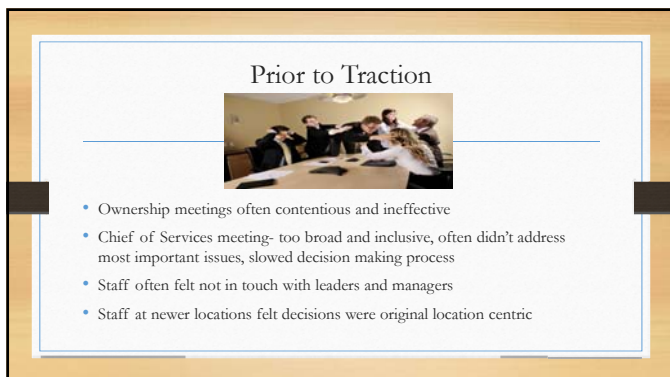 Prior to Traction
• Ownership meetings often contentious and ineffective
• Chief of Services meeting- too broad and inclusive, often didn’t address
most important issues, slowed decision making process
• Staff often felt not in touch with leaders and managers
• Staff at newer locations felt decisions were original location centric